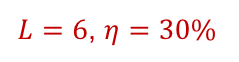 L = 6, η = 30%